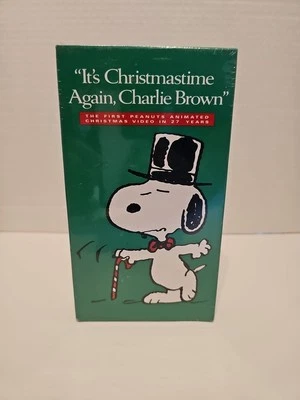 "It's Christmastime
Again, Charlie Brown"
THE FIRST PEANUTS ANIMATED
CHRISTMAS VIDEO IN 27 YEARS